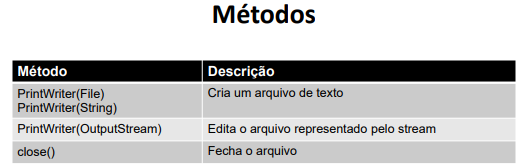 Métodos
Método Descrição
PrintWriter(File) Cria um arquivo de texto
PrintWriter(String)
PrintWriter(OutputStream) Edita o arquivo representado pelo stream
close() Fecha o arquivo